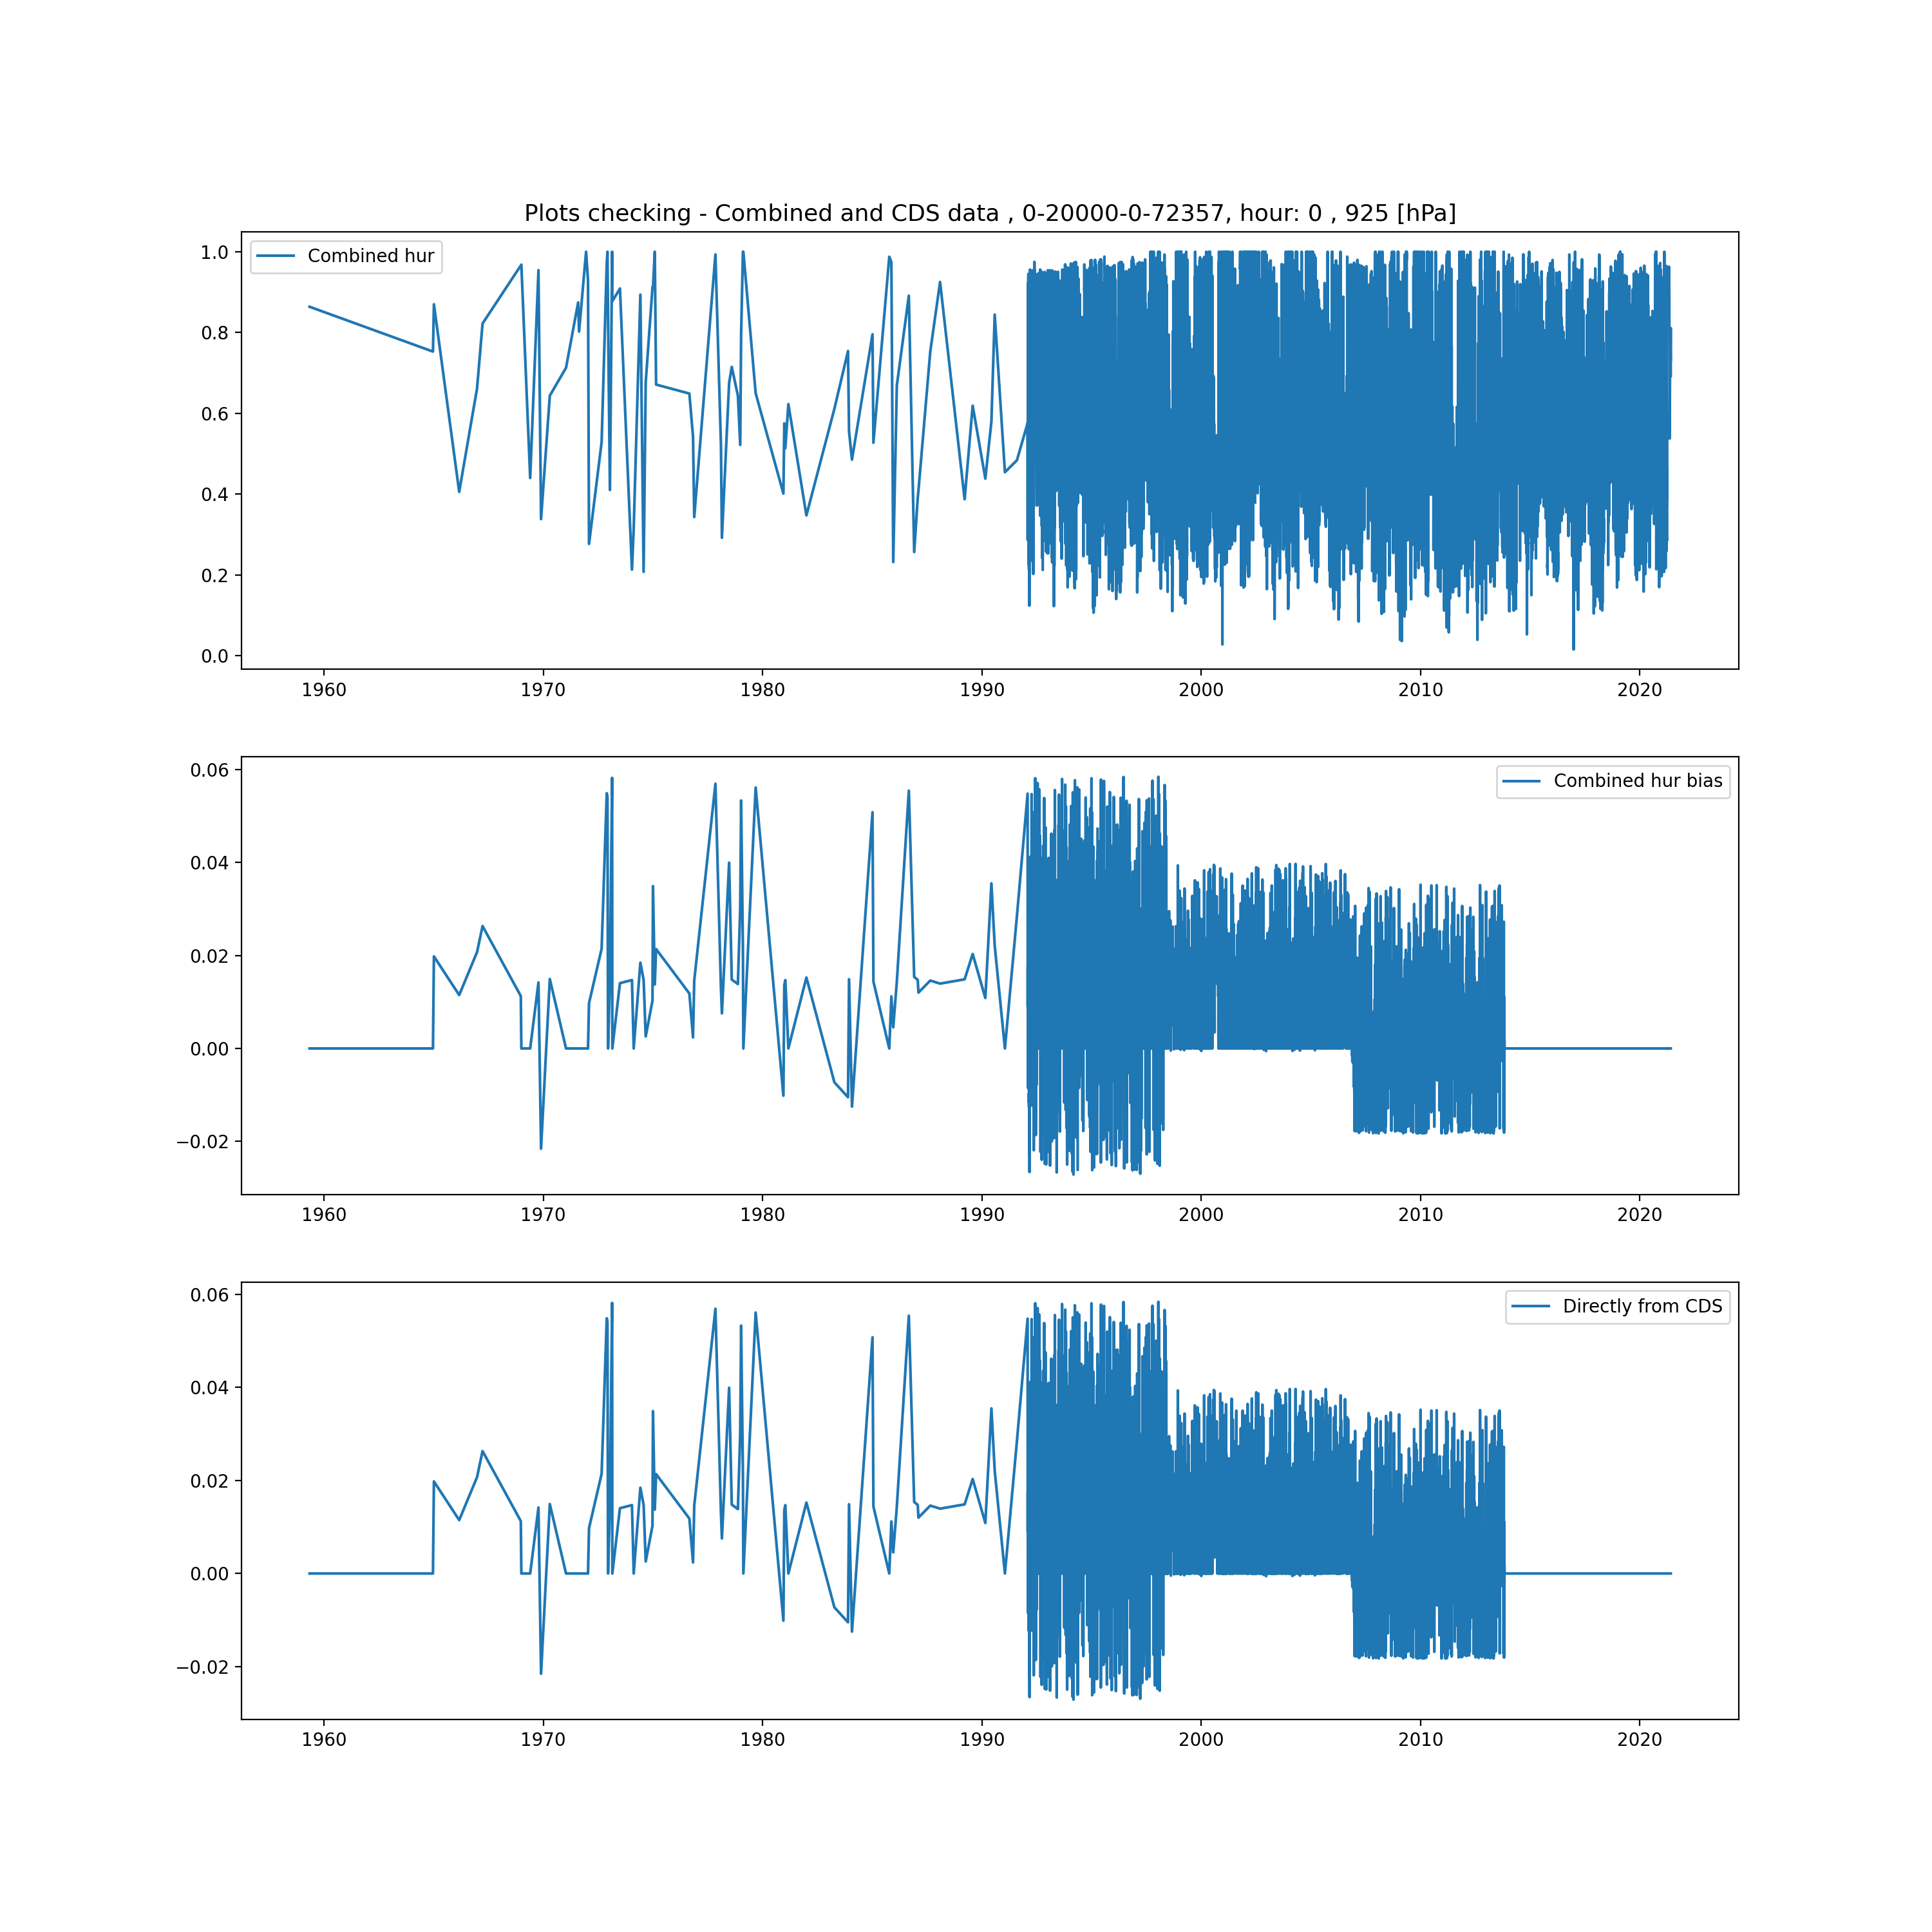 Plots checking - Combined and CDS data , 0-20000-0-72357, hour: 0 , 925 [hPa]
Combined hur
1.0
0.8
0.6
0.4
0.2
0.0
1960 1970 1980 1990 2000 2010 2020
Combined hur bias
0.06
0.04
0.02
0.00
−0.02
1960 1970 1980 1990 2000 2010 2020
Directly from CDS
0.06
0.04
0.02
0.00
−0.02
1960 1970 1980 1990 2000 2010 2020